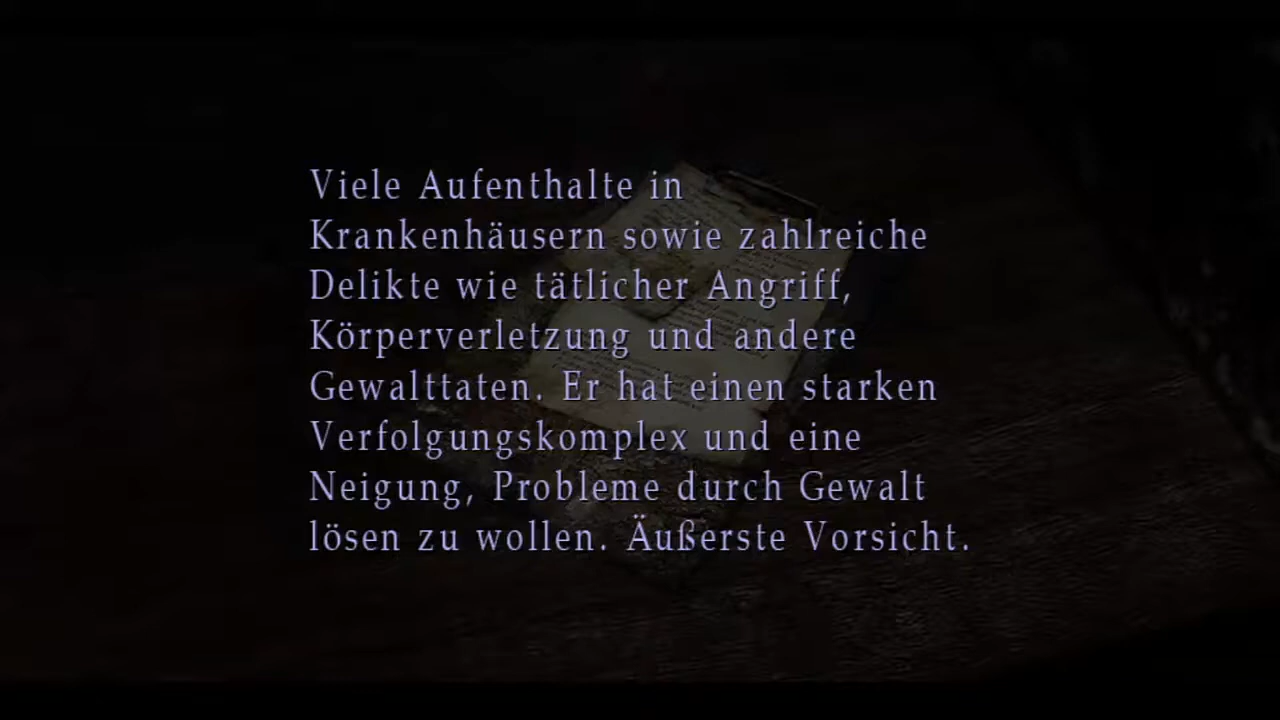 Viele Aufenthalte in
Krankenhäusern sowie zahlreiche
Delikte wie tätlicher Angriff,
Körperverletzung und andere
Gewalttaten. Er hat einen starken
Verfolgungskomplex und eine
Neigung, Probleme durch Gewalt
lösen zu wollen. Äußerste Vorsicht.